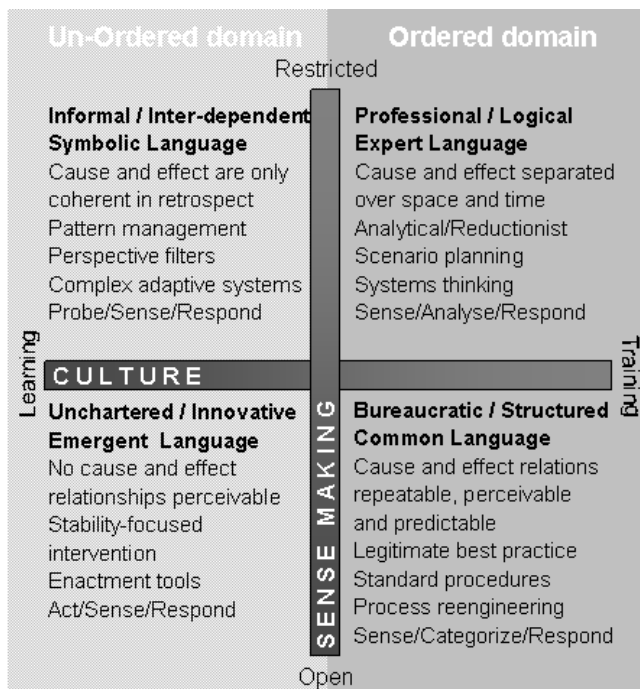 Un-Ordered domain
Ordered domain
Restricted
Informal / Inter-dependent
Symbolic Language
Cause and effect are only
coherent in retrospect
Pattern management
Perspective filters
Complex adaptive systems
Probe/Sense/Respond
Professional / Logical
Expert Language
Cause and effect separated
over space and time
Analytical/Reductionist
Scenario planning
Systems thinking
Sense/Analyse/Respond
Learning
CULTURE
Training
SENSE MAKING
Unchartered / Innovative
Emergent Language
No cause and effect
relationships perceivable
Stability-focused
intervention
Enactment tools
Act/Sense/Respond
Bureaucratic / Structured
Common Language
Cause and effect relations
repeatable, perceivable
and predictable
Legitimate best practice
Standard procedures
Process reengineering
Sense/Categorize/Respond
Open